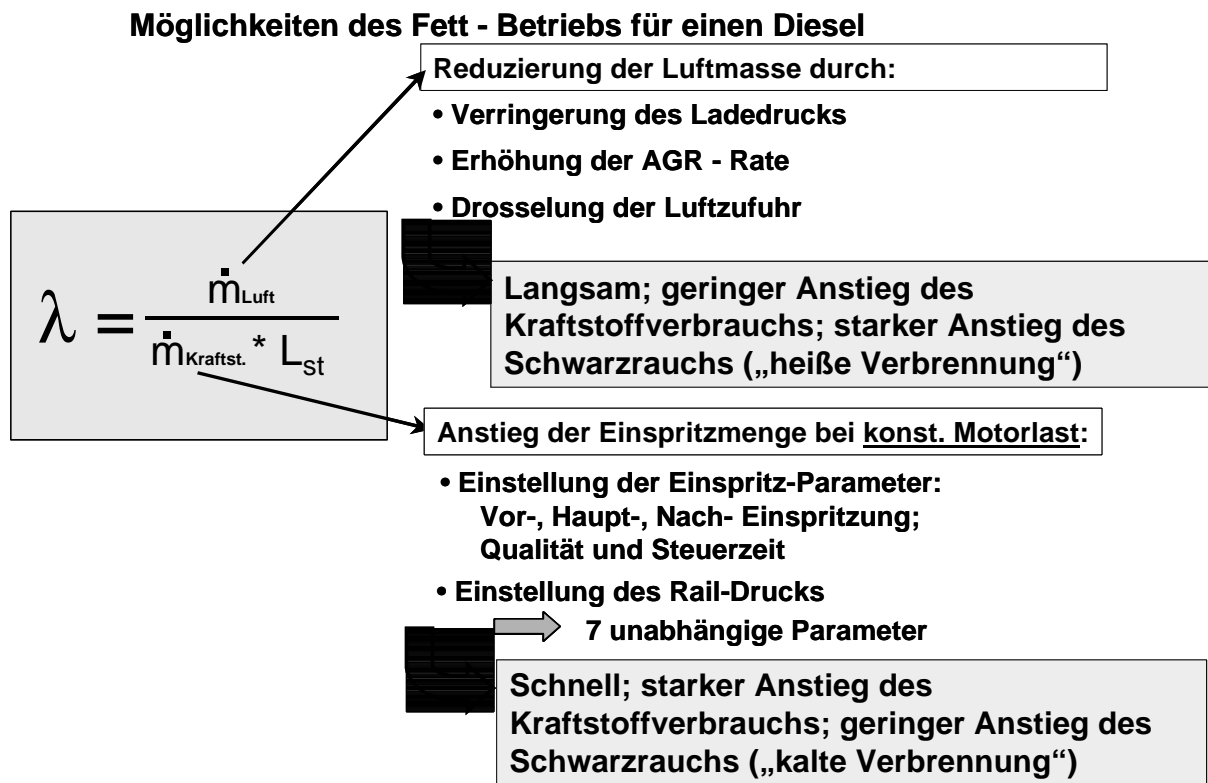 Möglichkeiten des Fett - Betriebs für einen Diesel
Reduzierung der Luftmasse durch:
• Verringerung des Ladedrucks
• Erhöhung der AGR - Rate
• Drosselung der Luftzufuhr
λ = ṁLuft / ṁKraftst. * Lst
Langsam; geringer Anstieg des
Kraftstoffverbrauchs; starker Anstieg des
Schwarzrauchs („heiße Verbrennung“)
Anstieg der Einspritzmenge bei konst. Motorlast:
• Einstellung der Einspritz-Parameter:
Vor-, Haupt-, Nach- Einspritzung;
Qualität und Steuerzeit
• Einstellung des Rail-Drucks
7 unabhängige Parameter
Schnell; starker Anstieg des
Kraftstoffverbrauchs; geringer Anstieg des
Schwarzrauchs („kalte Verbrennung“)